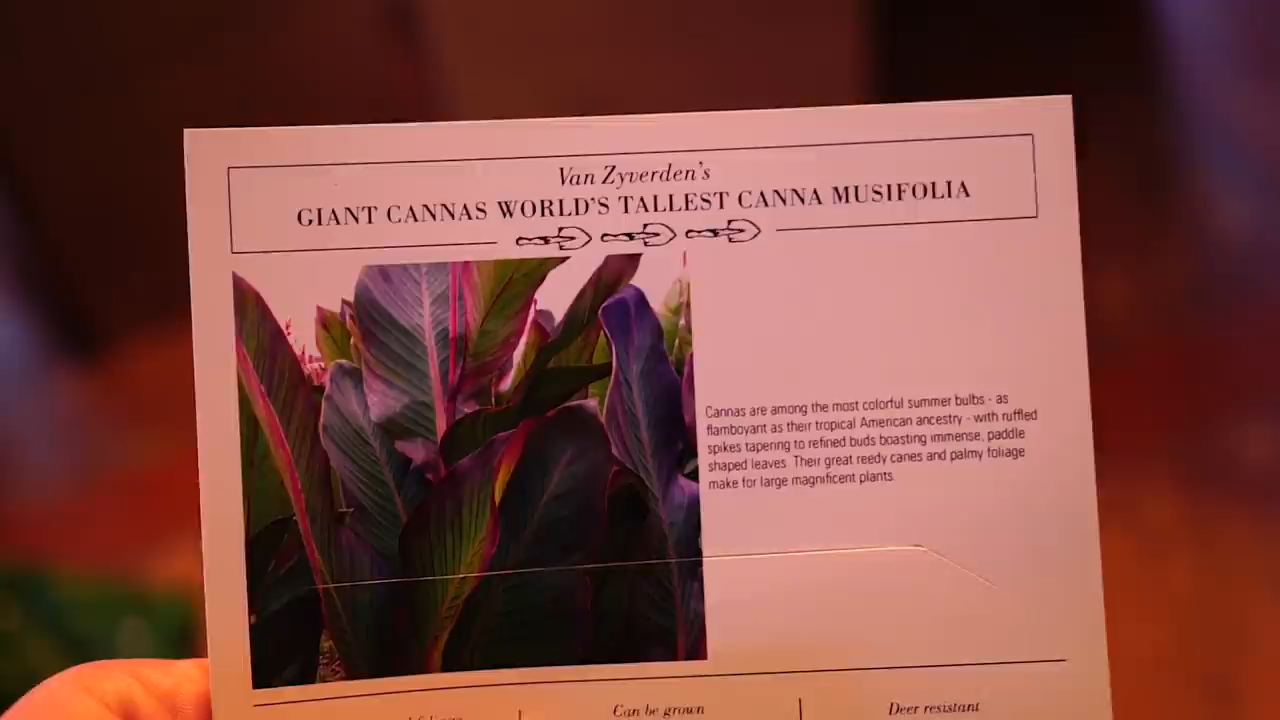 Van Zyverden's
GIANT CANNAS WORLD'S TALLEST CANNA MUSIFOLIA
Cannas are among the most colorful summer bulbs - as
flamboyant as their tropical American ancestry - with ruffled
spikes tapering to refined buds boasting immense, paddle
shaped leaves. Their great reedy canes and palmy foliage
make for large magnificent plants.
Can be grown
Deer resistant